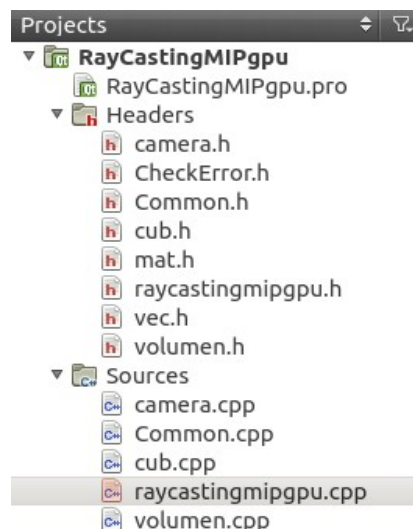 Projects
RayCastingMIPgpu
RayCastingMIPgpu.pro
Headers
camera.h
CheckError.h
Common.h
cub.h
mat.h
raycastingmipgpu.h
vec.h
volumen.h
Sources
camera.cpp
Common.cpp
cub.cpp
raycastingmipgpu.cpp
volumen.cpp